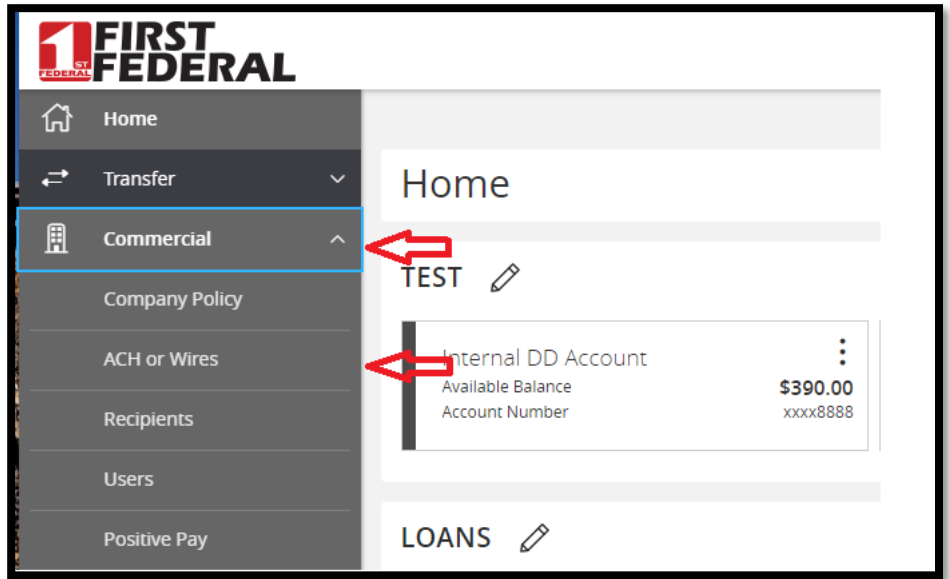 1 ST
FEDERAL
FIRST
FEDERAL
Home
Transfer
Commercial
Company Policy
ACH or Wires
Recipients
Users
Positive Pay
Home
TEST
Internal DD Account
Available Balance $390.00
Account Number xxxx8888
LOANS